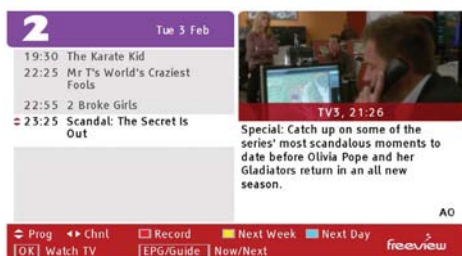 2 Tue 3 Feb
19:30 The Karate Kid
22:25 Mr T's World's Craziest
Fools
22:55 2 Broke Girls
23:25 Scandal: The Secret Is
Out
TV3, 21:26
Special: Catch up on some of the
series' most scandalous moments to
date before Olivia Pope and her
Gladiators return in an all new
season.
AO
Prog Chnl Record Next Week Next Day
OK Watch TV EPG/Guide Now/Next
freeview